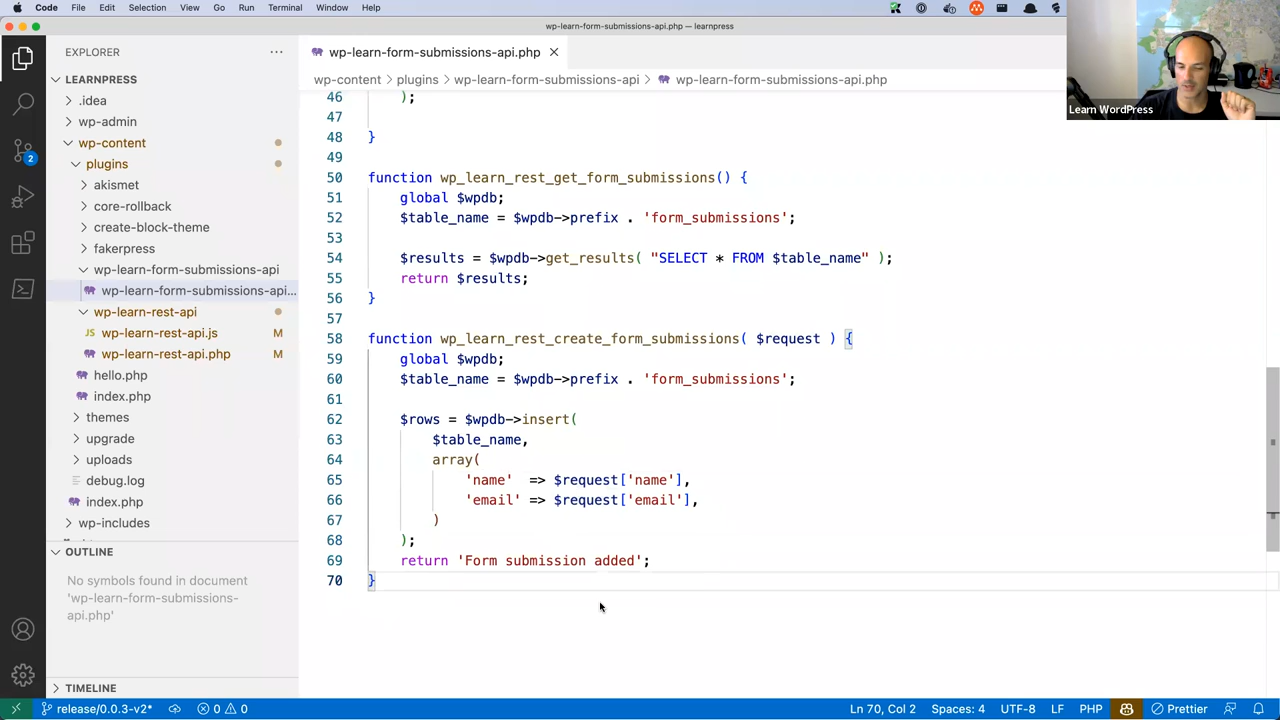 Code File Edit Selection View Go Run Terminal Window Help
wp-learn-form-submissions-api.php — learnpress
EXPLORER
wp-learn-form-submissions-api.php
Learn WordPress
LEARNPRESS
wp-content > plugins > wp-learn-form-submissions-api > wp-learn-form-submissions-api.php
.idea
wp-admin
wp-content
plugins
akismet
core-rollback
create-block-theme
fakerpress
wp-learn-form-submissions-api
wp-learn-form-submissions-api...
wp-learn-rest-api
wp-learn-rest-api.js M
wp-learn-rest-api.php M
hello.php
index.php
themes
upgrade
uploads
debug.log
index.php
wp-includes
OUTLINE
No symbols found in document
'wp-learn-form-submissions-
api.php'
TIMELINE
2
46 );
47
48 }
49
50 function wp_learn_rest_get_form_submissions() {
51 global $wpdb;
52 $table_name = $wpdb->prefix . 'form_submissions';
53
54 $results = $wpdb->get_results( "SELECT * FROM $table_name" );
55 return $results;
56 }
57
58 function wp_learn_rest_create_form_submissions( $request ) {
59 global $wpdb;
60 $table_name = $wpdb->prefix . 'form_submissions';
61
62 $rows = $wpdb->insert(
63 $table_name,
64 array(
65 'name'  => $request['name'],
66 'email' => $request['email'],
67 )
68 );
69 return 'Form submission added';
70 }
release/0.0.3-v2* 0 0 Ln 70, Col 2 Spaces: 4 UTF-8 LF PHP Prettier